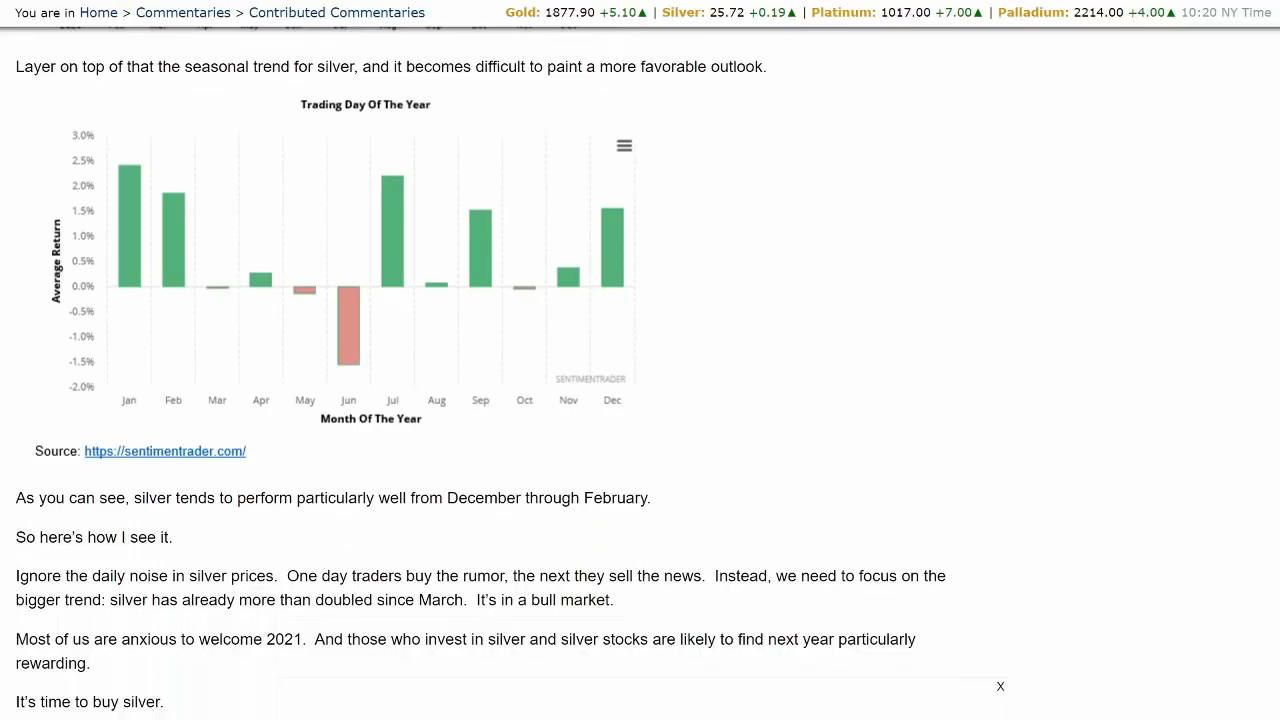 You are in Home > Commentaries > Contributed Commentaries
Gold: 1877.90 +5.10▲ | Silver: 25.72 +0.19▲ | Platinum: 1017.00 +7.00▲ | Palladium: 2214.00 +4.00▲ 10:20 NY Time
Layer on top of that the seasonal trend for silver, and it becomes difficult to paint a more favorable outlook.
Trading Day Of The Year
3.0%
2.5%
2.0%
1.5%
1.0%
0.5%
0.0%
-0.5%
-1.0%
-1.5%
-2.0%
Average Return
SENTIMENTRADER
Jan Feb Mar Apr May Jun Jul Aug Sep Oct Nov Dec
Month Of The Year
Source: https://sentimentrader.com/
As you can see, silver tends to perform particularly well from December through February.
So here's how I see it.
Ignore the daily noise in silver prices.  One day traders buy the rumor, the next they sell the news.  Instead, we need to focus on the
bigger trend: silver has already more than doubled since March.  It's in a bull market.
Most of us are anxious to welcome 2021.  And those who invest in silver and silver stocks are likely to find next year particularly
rewarding.
X
It's time to buy silver.